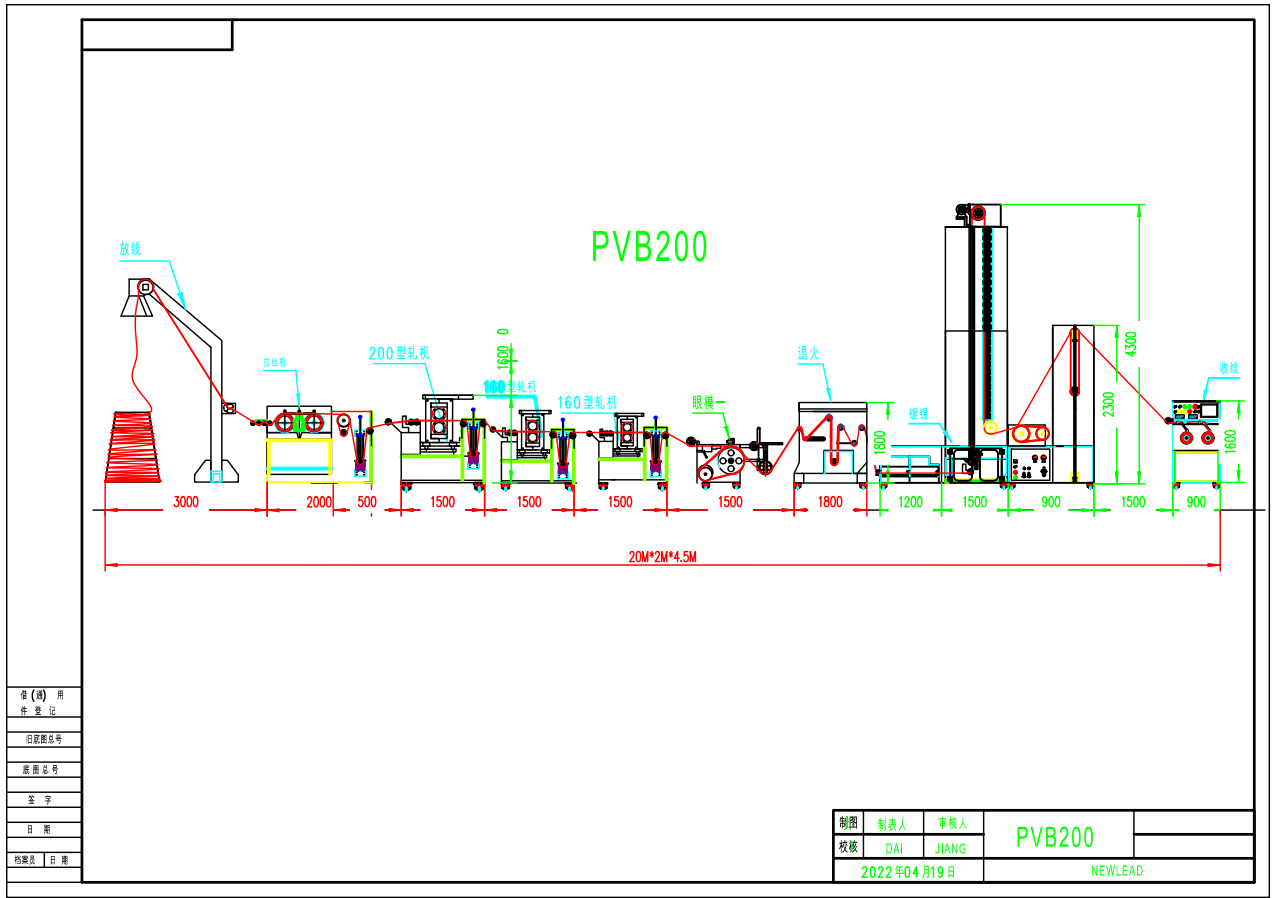 PVB200
放线
拉丝机
200型轧机
1600
0
160型轧机
160型轧机
眼模一
退火
镀锡
收线
1800
4300
2300
1600
3000
2000
500
1500
1500
1500
1500
1800
1200
1500
900
1500
900
20M*2M*4.5M
借(通)用
件登记
旧底图总号
底图总号
签 字
日 期
档案员 日 期
制图 制表人 审核人
校核 DAI JIANG
PVB200
2022年04月19日
NEWLEAD